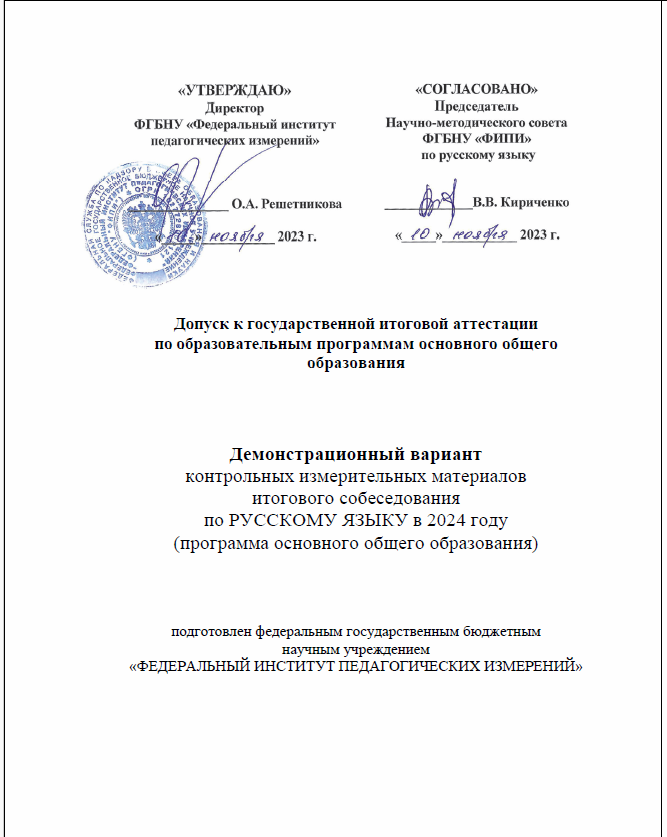 «УТВЕРЖДАЮ»
Директор
ФГБНУ «Федеральный институт
педагогических измерений»
О.А. Решетникова
«10» ноября 2023 г.
«СОГЛАСОВАНО»
Председатель
Научно-методического совета
ФГБНУ «ФИПИ»
по русскому языку
В.В. Кириченко
«10» ноября 2023 г.
Допуск к государственной итоговой аттестации
по образовательным программам основного общего
образования
Демонстрационный вариант
контрольных измерительных материалов
итогового собеседования
по РУССКОМУ ЯЗЫКУ в 2024 году
(программа основного общего образования)
подготовлен федеральным государственным бюджетным
научным учреждением
«ФЕДЕРАЛЬНЫЙ ИНСТИТУТ ПЕДАГОГИЧЕСКИХ ИЗМЕРЕНИЙ»